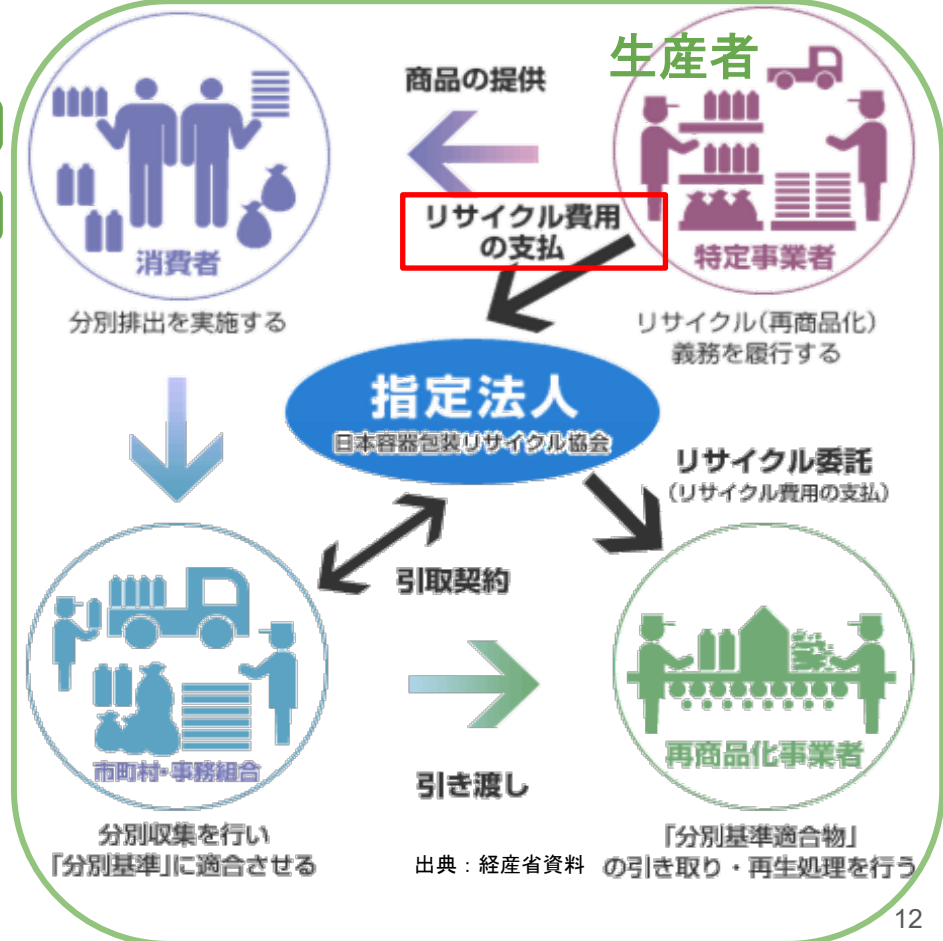 生産者
商品の提供
リサイクル費用
の支払
消費者
特定事業者
分別排出を実施する
リサイクル(再商品化)
義務を履行する
指定法人
日本容器包装リサイクル協会
リサイクル委託
(リサイクル費用の支払)
引取契約
市町村・事務組合
再商品化事業者
引き渡し
分別収集を行い
「分別基準」に適合させる
出典：経産省資料
「分別基準適合物」
の引き取り・再生処理を行う
12